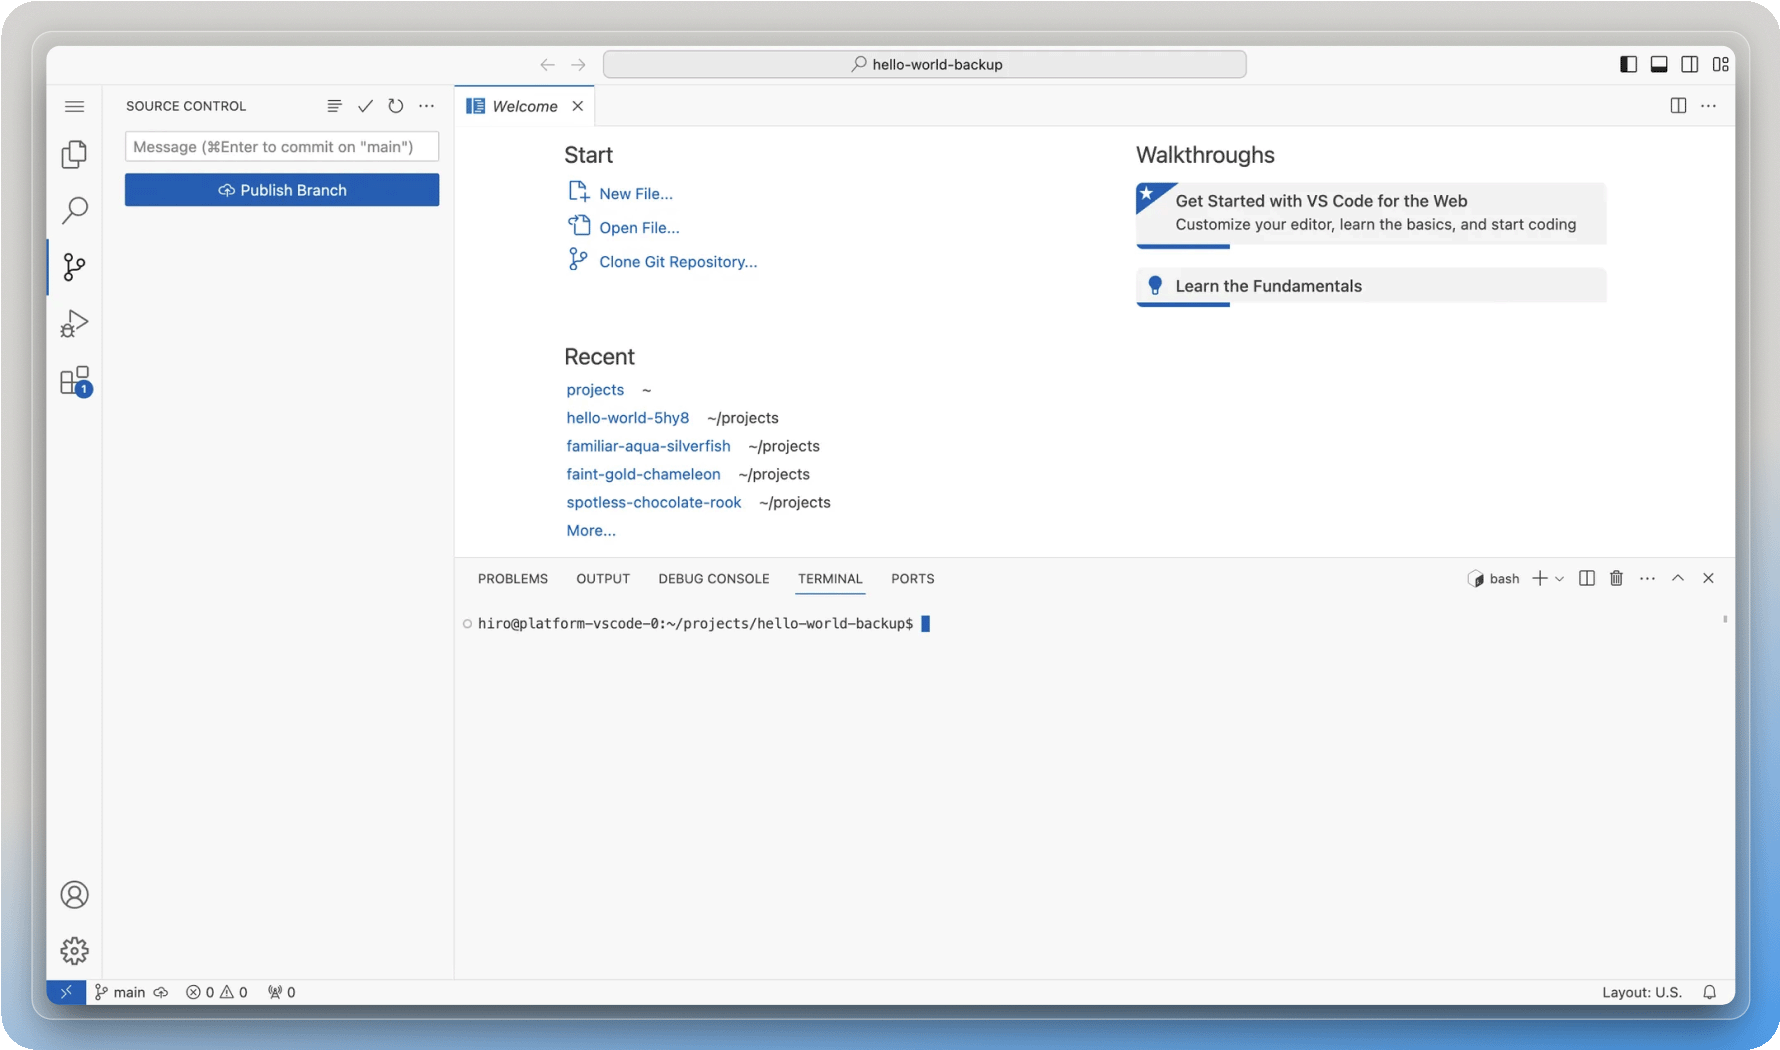 hello-world-backup
SOURCE CONTROL
Message (⌘Enter to commit on "main")
Publish Branch
1
Welcome
Start
New File...
Open File...
Clone Git Repository...
Recent
projects ~
hello-world-5hy8 ~/projects
familiar-aqua-silverfish ~/projects
faint-gold-chameleon ~/projects
spotless-chocolate-rook ~/projects
More...
Walkthroughs
Get Started with VS Code for the Web
Customize your editor, learn the basics, and start coding
Learn the Fundamentals
PROBLEMS OUTPUT DEBUG CONSOLE TERMINAL PORTS bash
hiro@platform-vscode-0:~/projects/hello-world-backup$
main 0 0 0 Layout: U.S.